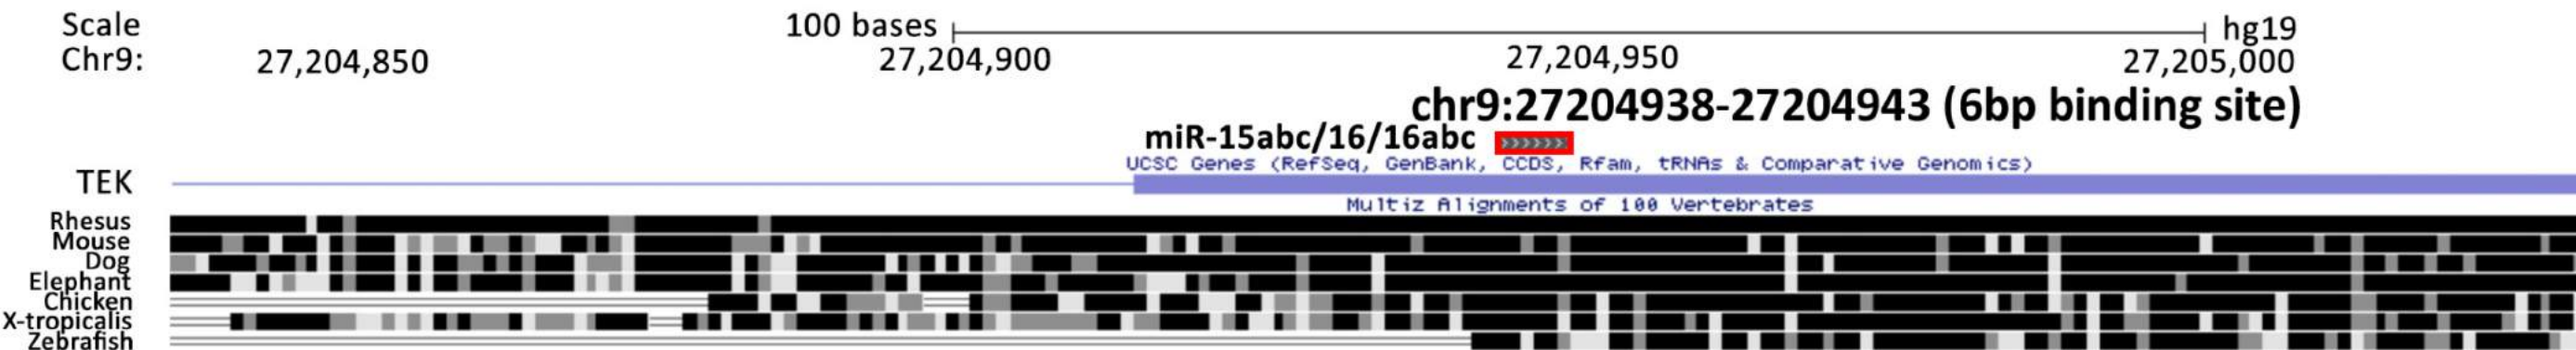 Scale 100 bases hg19
Chr9: 27,204,850 27,204,900 27,204,950 27,205,000
chr9:27204938-27204943 (6bp binding site)
miR-15abc/16/16abc
UCSC Genes (RefSeq, GenBank, CCDS, Rfam, tRNAs & Comparative Genomics)
TEK
Multiz Alignments of 100 Vertebrates
Rhesus
Mouse
Dog
Elephant
Chicken
X-tropicalis
Zebrafish